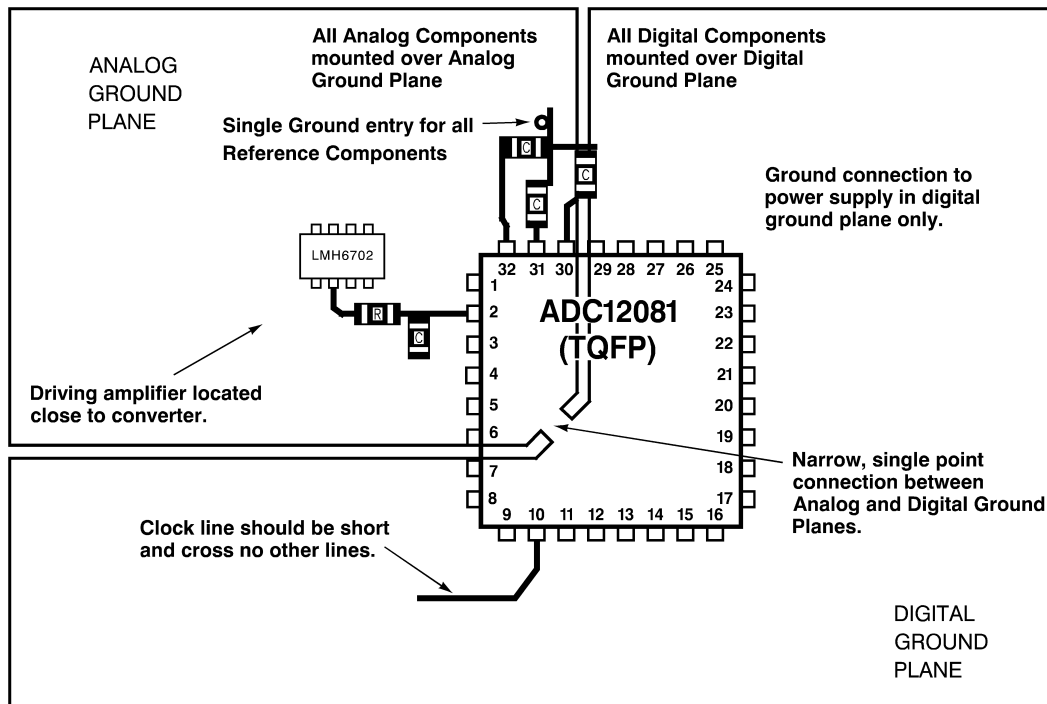 ANALOG
GROUND
PLANE
All Analog Components
mounted over Analog
Ground Plane
All Digital Components
mounted over Digital
Ground Plane
Single Ground entry for all
Reference Components
C
C
C
Ground connection to
power supply in digital
ground plane only.
LMH6702
R
C
32 31 30 29 28 27 26 25
1
2
3
4
5
6
7
8
ADC12081
(TQFP)
24
23
22
21
20
19
18
17
9 10 11 12 13 14 15 16
Driving amplifier located
close to converter.
Narrow, single point
connection between
Analog and Digital Ground
Planes.
Clock line should be short
and cross no other lines.
DIGITAL
GROUND
PLANE